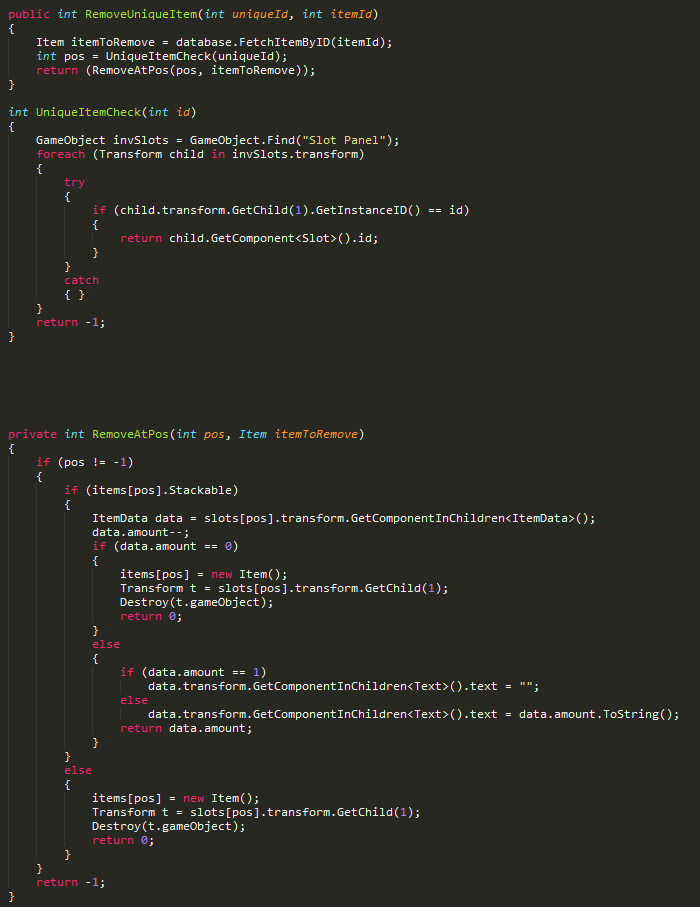 public int RemoveUniqueItem(int uniqueId, int itemId)
{
    Item itemToRemove = database.FetchItemByID(itemId);
    int pos = UniqueItemCheck(uniqueId);
    return (RemoveAtPos(pos, itemToRemove));
}

int UniqueItemCheck(int id)
{
    GameObject invSlots = GameObject.Find("Slot Panel");
    foreach (Transform child in invSlots.transform)
    {
        try
        {
            if (child.transform.GetChild(1).GetInstanceID() == id)
            {
                return child.GetComponent<Slot>().id;
            }
        }
        catch
        { }
    }
    return -1;
}

private int RemoveAtPos(int pos, Item itemToRemove)
{
    if (pos != -1)
    {
        if (items[pos].Stackable)
        {
            ItemData data = slots[pos].transform.GetComponentInChildren<ItemData>();
            data.amount--;
            if (data.amount == 0)
            {
                items[pos] = new Item();
                Transform t = slots[pos].transform.GetChild(1);
                Destroy(t.gameObject);
                return 0;
            }
            else
            {
                if (data.amount == 1)
                    data.transform.GetComponentInChildren<Text>().text = "";
                else
                    data.transform.GetComponentInChildren<Text>().text = data.amount.ToString();
                return data.amount;
            }
        }
        else
        {
            items[pos] = new Item();
            Transform t = slots[pos].transform.GetChild(1);
            Destroy(t.gameObject);
            return 0;
        }
    }
    return -1;
}